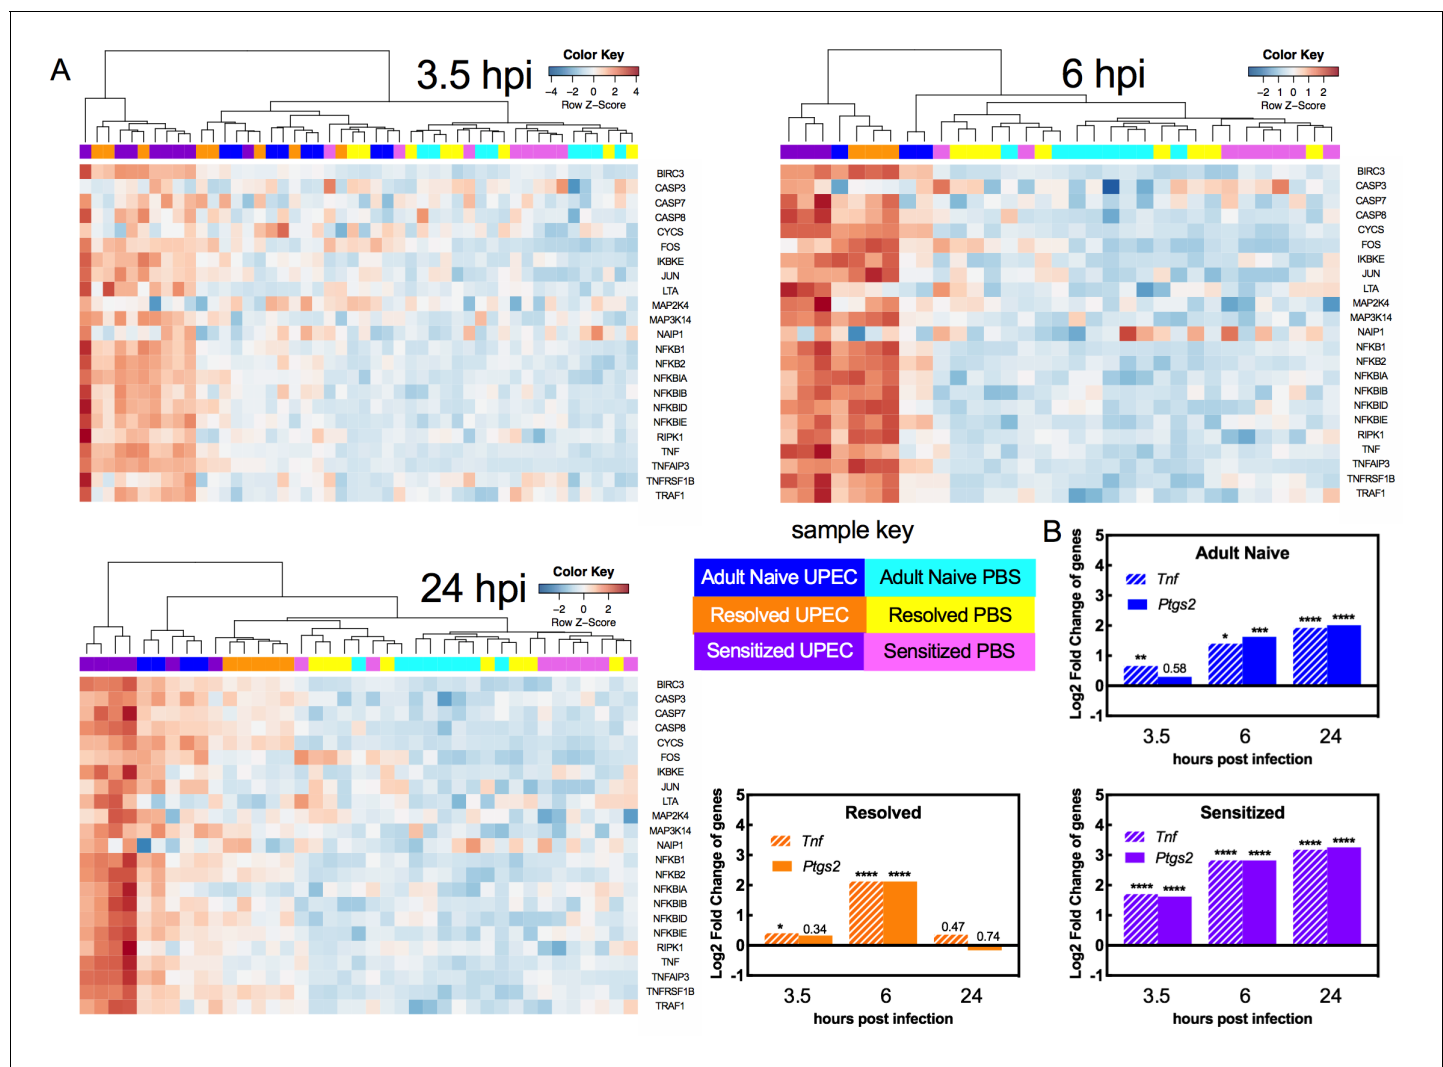 A
3.5 hpi
Color Key
−4 −2 0 2 4
Row Z−Score
BIRC3
CASP3
CASP7
CASP8
CYCS
FOS
IKBKE
JUN
LTA
MAP2K4
MAP3K14
NAIP1
NFKB1
NFKB2
NFKBIA
NFKBIB
NFKBID
NFKBIE
RIPK1
TNF
TNFAIP3
TNFRSF1B
TRAF1
6 hpi
Color Key
−2 1 0 1 2
Row Z−Score
BIRC3
CASP3
CASP7
CASP8
CYCS
FOS
IKBKE
JUN
LTA
MAP2K4
MAP3K14
NAIP1
NFKB1
NFKB2
NFKBIA
NFKBIB
NFKBID
NFKBIE
RIPK1
TNF
TNFAIP3
TNFRSF1B
TRAF1
24 hpi
Color Key
−2 0 2
Row Z−Score
BIRC3
CASP3
CASP7
CASP8
CYCS
FOS
IKBKE
JUN
LTA
MAP2K4
MAP3K14
NAIP1
NFKB1
NFKB2
NFKBIA
NFKBIB
NFKBID
NFKBIE
RIPK1
TNF
TNFAIP3
TNFRSF1B
TRAF1
sample key
Adult Naive UPEC Adult Naive PBS
Resolved UPEC Resolved PBS
Sensitized UPEC Sensitized PBS
B
Adult Naive
Tnf
Ptgs2
Log2 Fold Change of genes
5
4
3
2
1
0
-1
** 0.58 * *** **** ****
3.5 6 24
hours post infection
Resolved
Tnf
Ptgs2
Log2 Fold Change of genes
5
4
3
2
1
0
-1
* 0.34 **** **** 0.47 0.74
3.5 6 24
hours post infection
Sensitized
Tnf
Ptgs2
Log2 Fold Change of genes
5
4
3
2
1
0
-1
**** **** **** **** **** ****
3.5 6 24
hours post infection